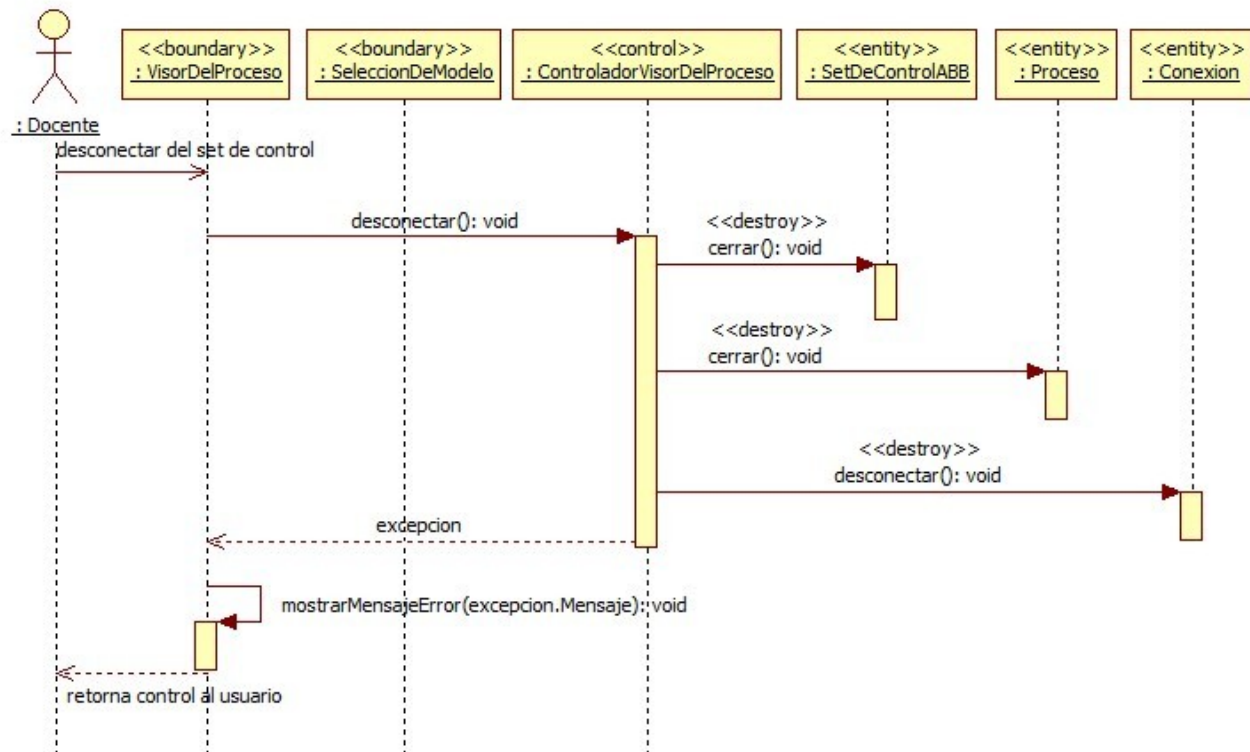 <<boundary>>
: VisorDelProceso
<<boundary>>
: SeleccionDeModelo
<<control>>
: ControladorVisorDelProceso
<<entity>>
: SetDeControlABB
<<entity>>
: Proceso
<<entity>>
: Conexion
: Docente
desconectar del set de control
desconectar(): void
<<destroy>>
cerrar(): void
<<destroy>>
cerrar(): void
<<destroy>>
desconectar(): void
excepcion
mostrarMensajeError(excepcion.Mensaje): void
retorna control al usuario